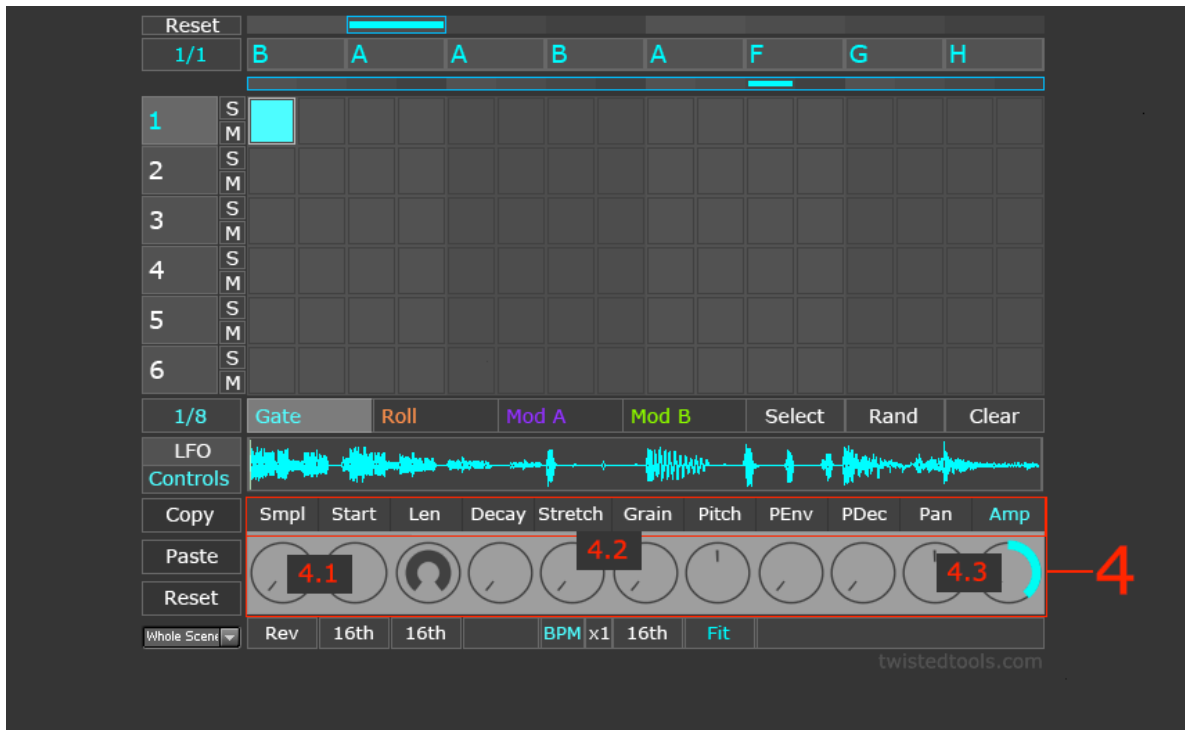 Reset
1/1 B A A B A F G H
1 S
M
2 S
M
3 S
M
4 S
M
5 S
M
6 S
M
1/8 Gate Roll Mod A Mod B Select Rand Clear
LFO
Controls
Copy Smpl Start Len Decay Stretch Grain Pitch PEnv PDec Pan Amp
Paste 4.1 4.2 4.3 4
Reset
Whole Scene Rev 16th 16th BPM x1 16th Fit
twistedtools.com